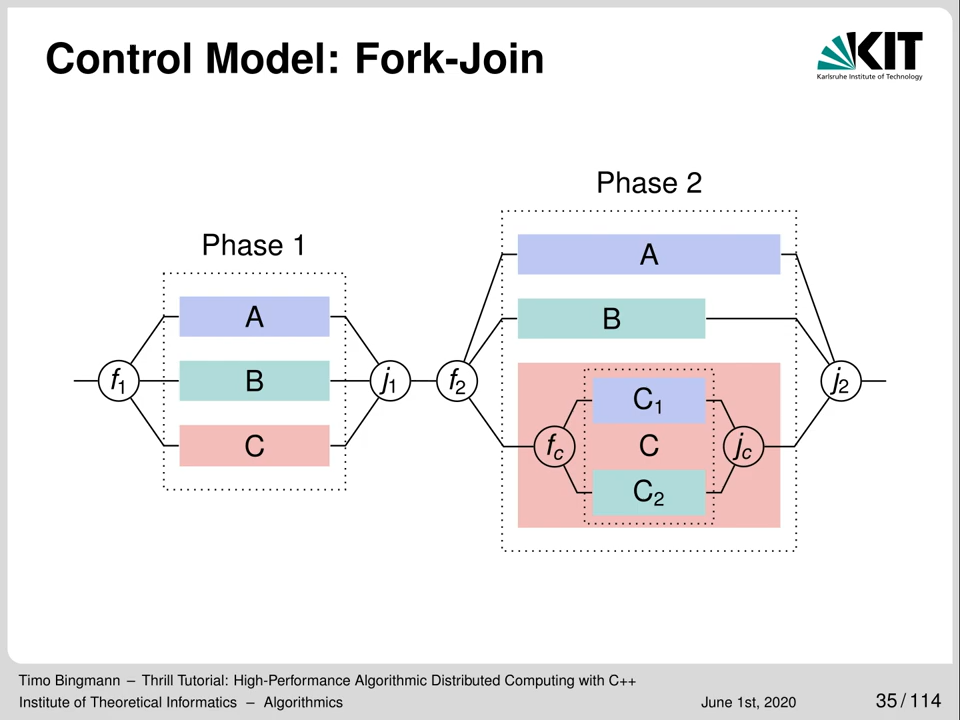 Control Model: Fork-Join
KIT
Karlsruhe Institute of Technology
Phase 1
A
B
C
f1
j1
Phase 2
A
B
C1
C
C2
f2
fc
jc
j2
Timo Bingmann – Thrill Tutorial: High-Performance Algorithmic Distributed Computing with C++
Institute of Theoretical Informatics – Algorithmics
June 1st, 2020
35 / 114